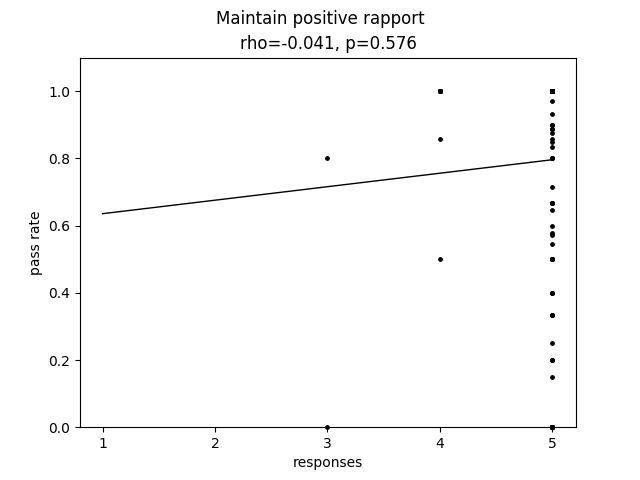 Maintain positive rapport
rho=-0.041, p=0.576
pass rate
1.0
0.8
0.6
0.4
0.2
0.0
1 2 3 4 5
responses